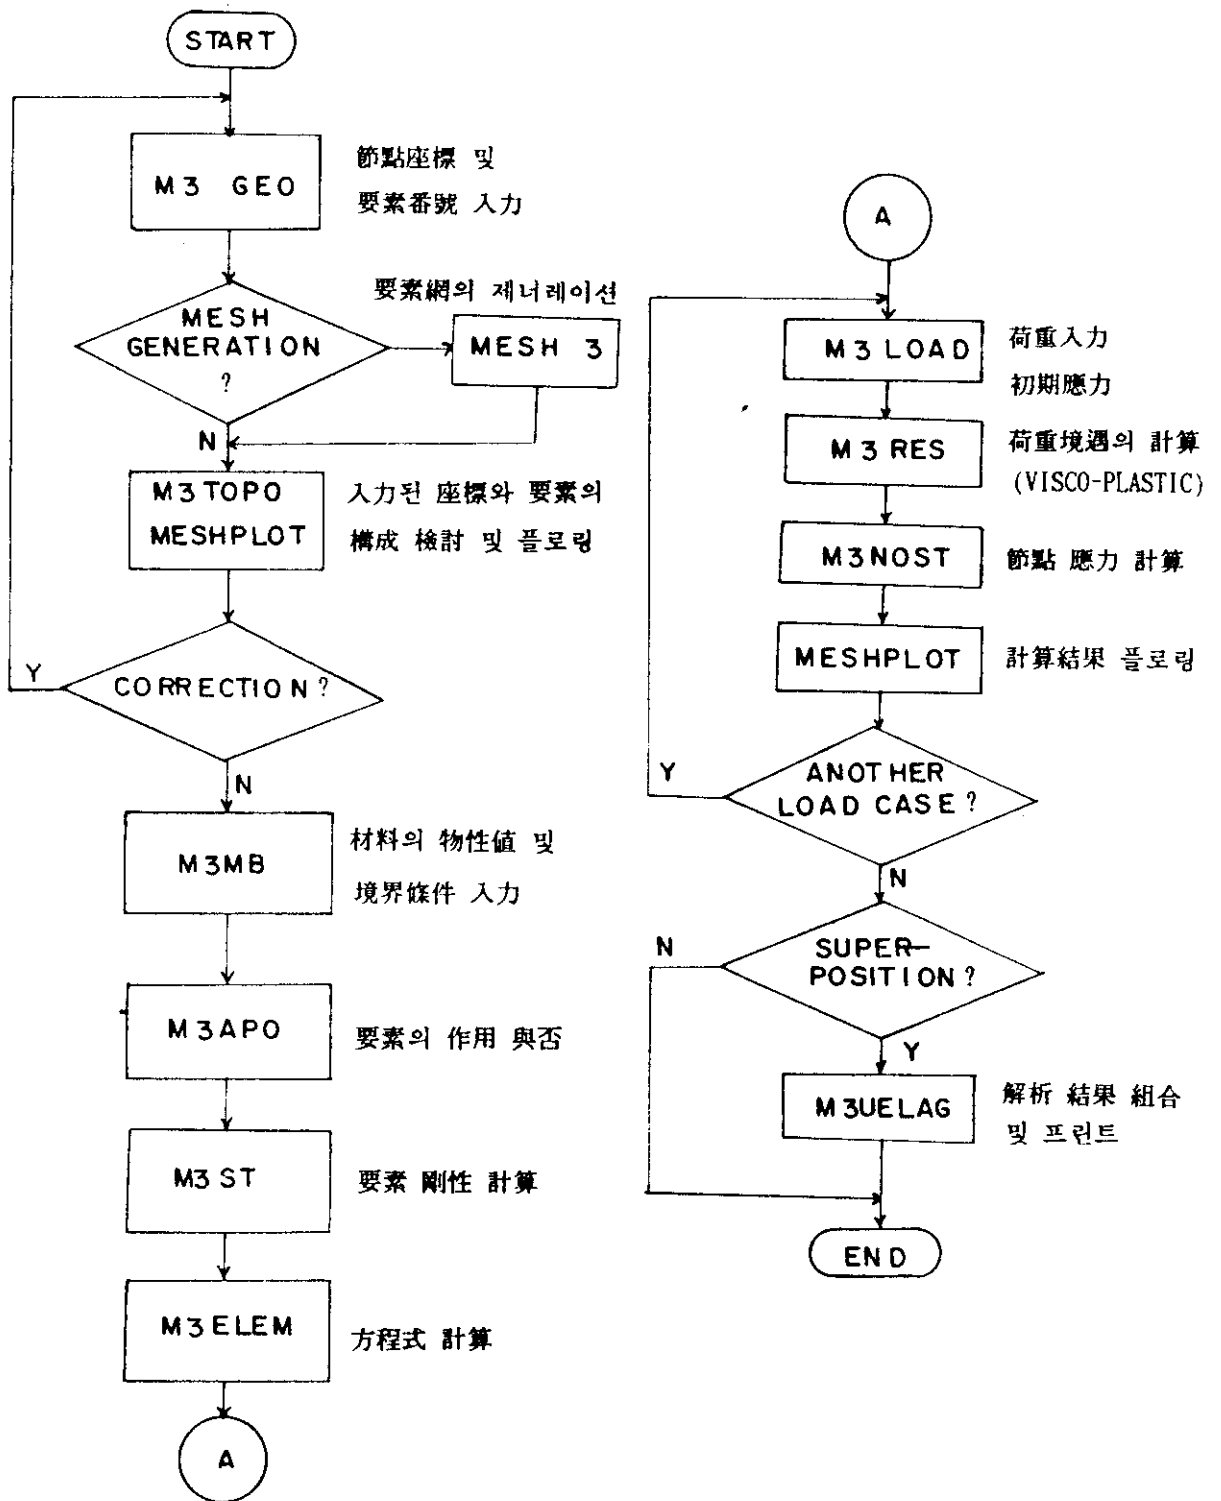 START
M3 GEO
節點座標 및
要素番號 入力
要素網의 제너레이션
MESH
GENERATION
?
MESH 3
N
M3TOPO
MESHPLOT
入力된 座標와 要素의
構成 檢討 및 플로링
Y
CORRECTION?
N
M3MB
材料의 物性値 및
境界條件 入力
M3APO
要素의 作用 與否
M3ST
要素 剛性 計算
M3ELEM
方程式 計算
A
A
M3LOAD
荷重入力
初期應力
M3RES
荷重境遇의 計算
(VISCO-PLASTIC)
M3NOST
節點 應力 計算
MESHPLOT
計算結果 플로링
Y
ANOTHER
LOAD CASE?
N
N
SUPER-
POSITION?
Y
M3UELAG
解析 結果 組合
및 프린트
END